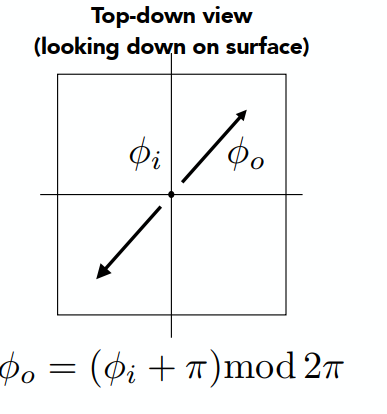 Top-down view
(looking down on surface)
ϕi
ϕo
ϕo = (ϕi + π)mod 2π